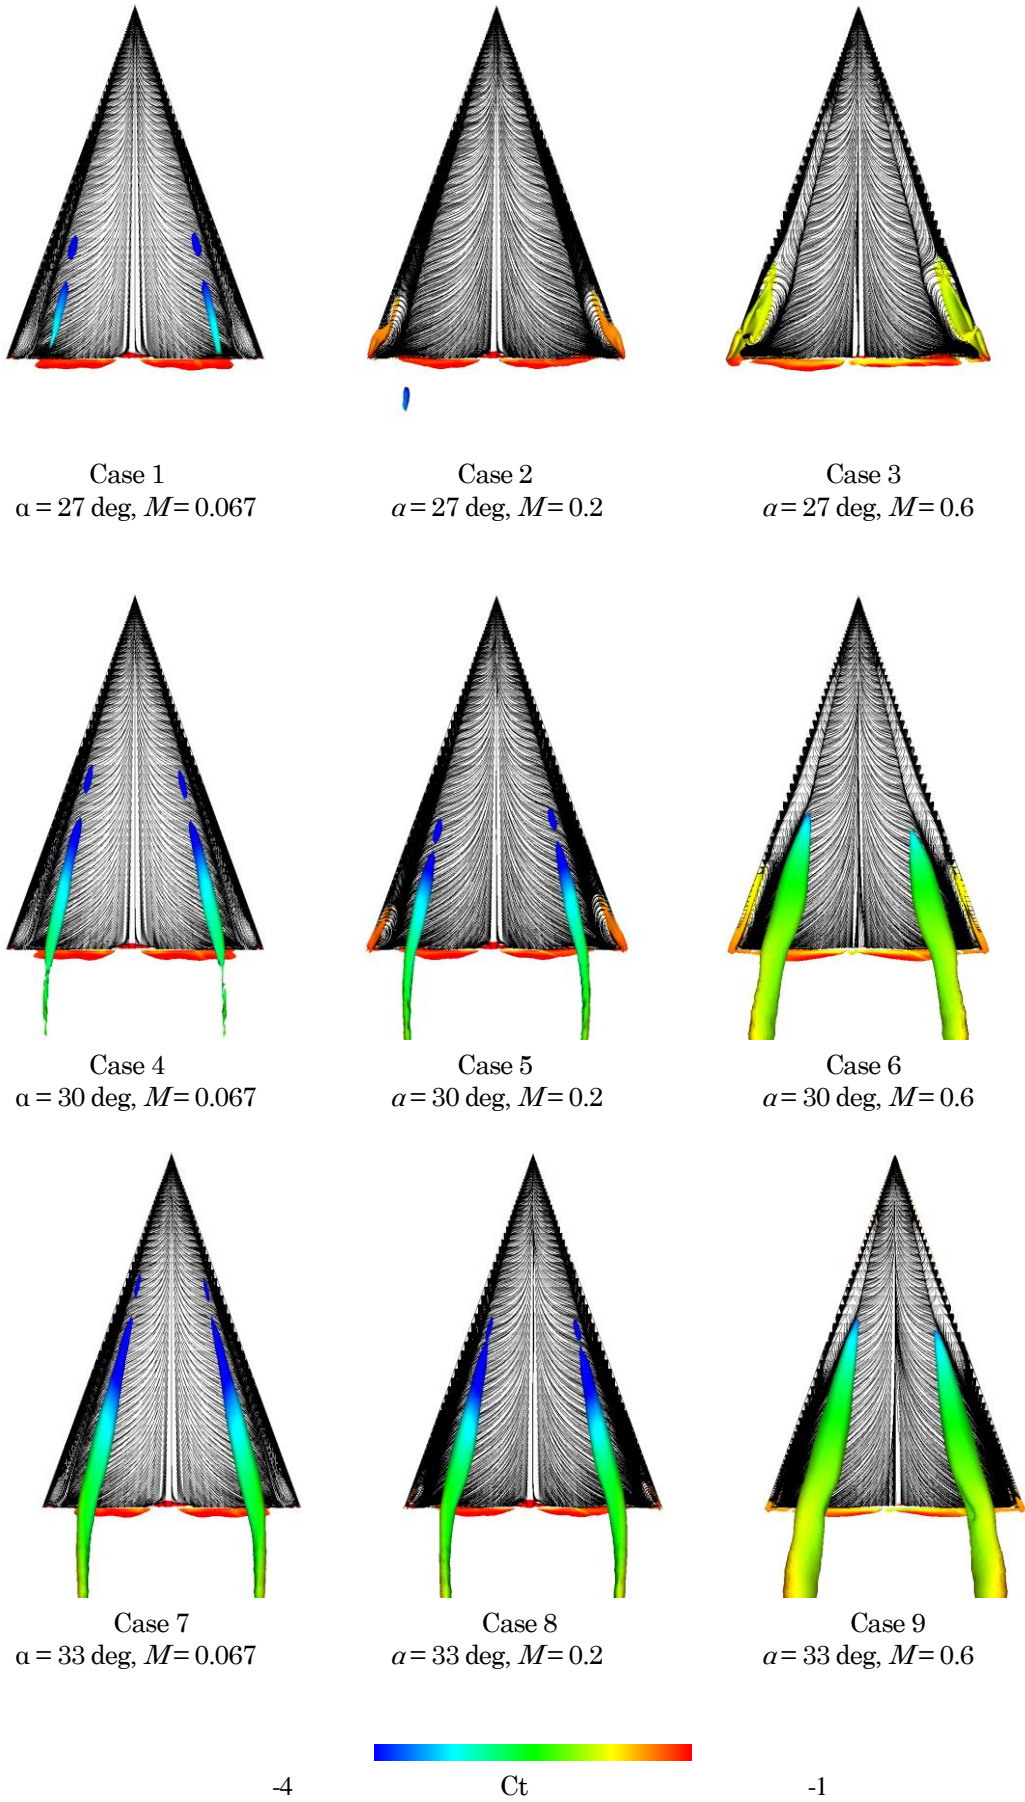 Case 1
α = 27 deg, M = 0.067
Case 2
α = 27 deg, M = 0.2
Case 3
α = 27 deg, M = 0.6
Case 4
α = 30 deg, M = 0.067
Case 5
α = 30 deg, M = 0.2
Case 6
α = 30 deg, M = 0.6
Case 7
α = 33 deg, M = 0.067
Case 8
α = 33 deg, M = 0.2
Case 9
α = 33 deg, M = 0.6
-4 Ct -1